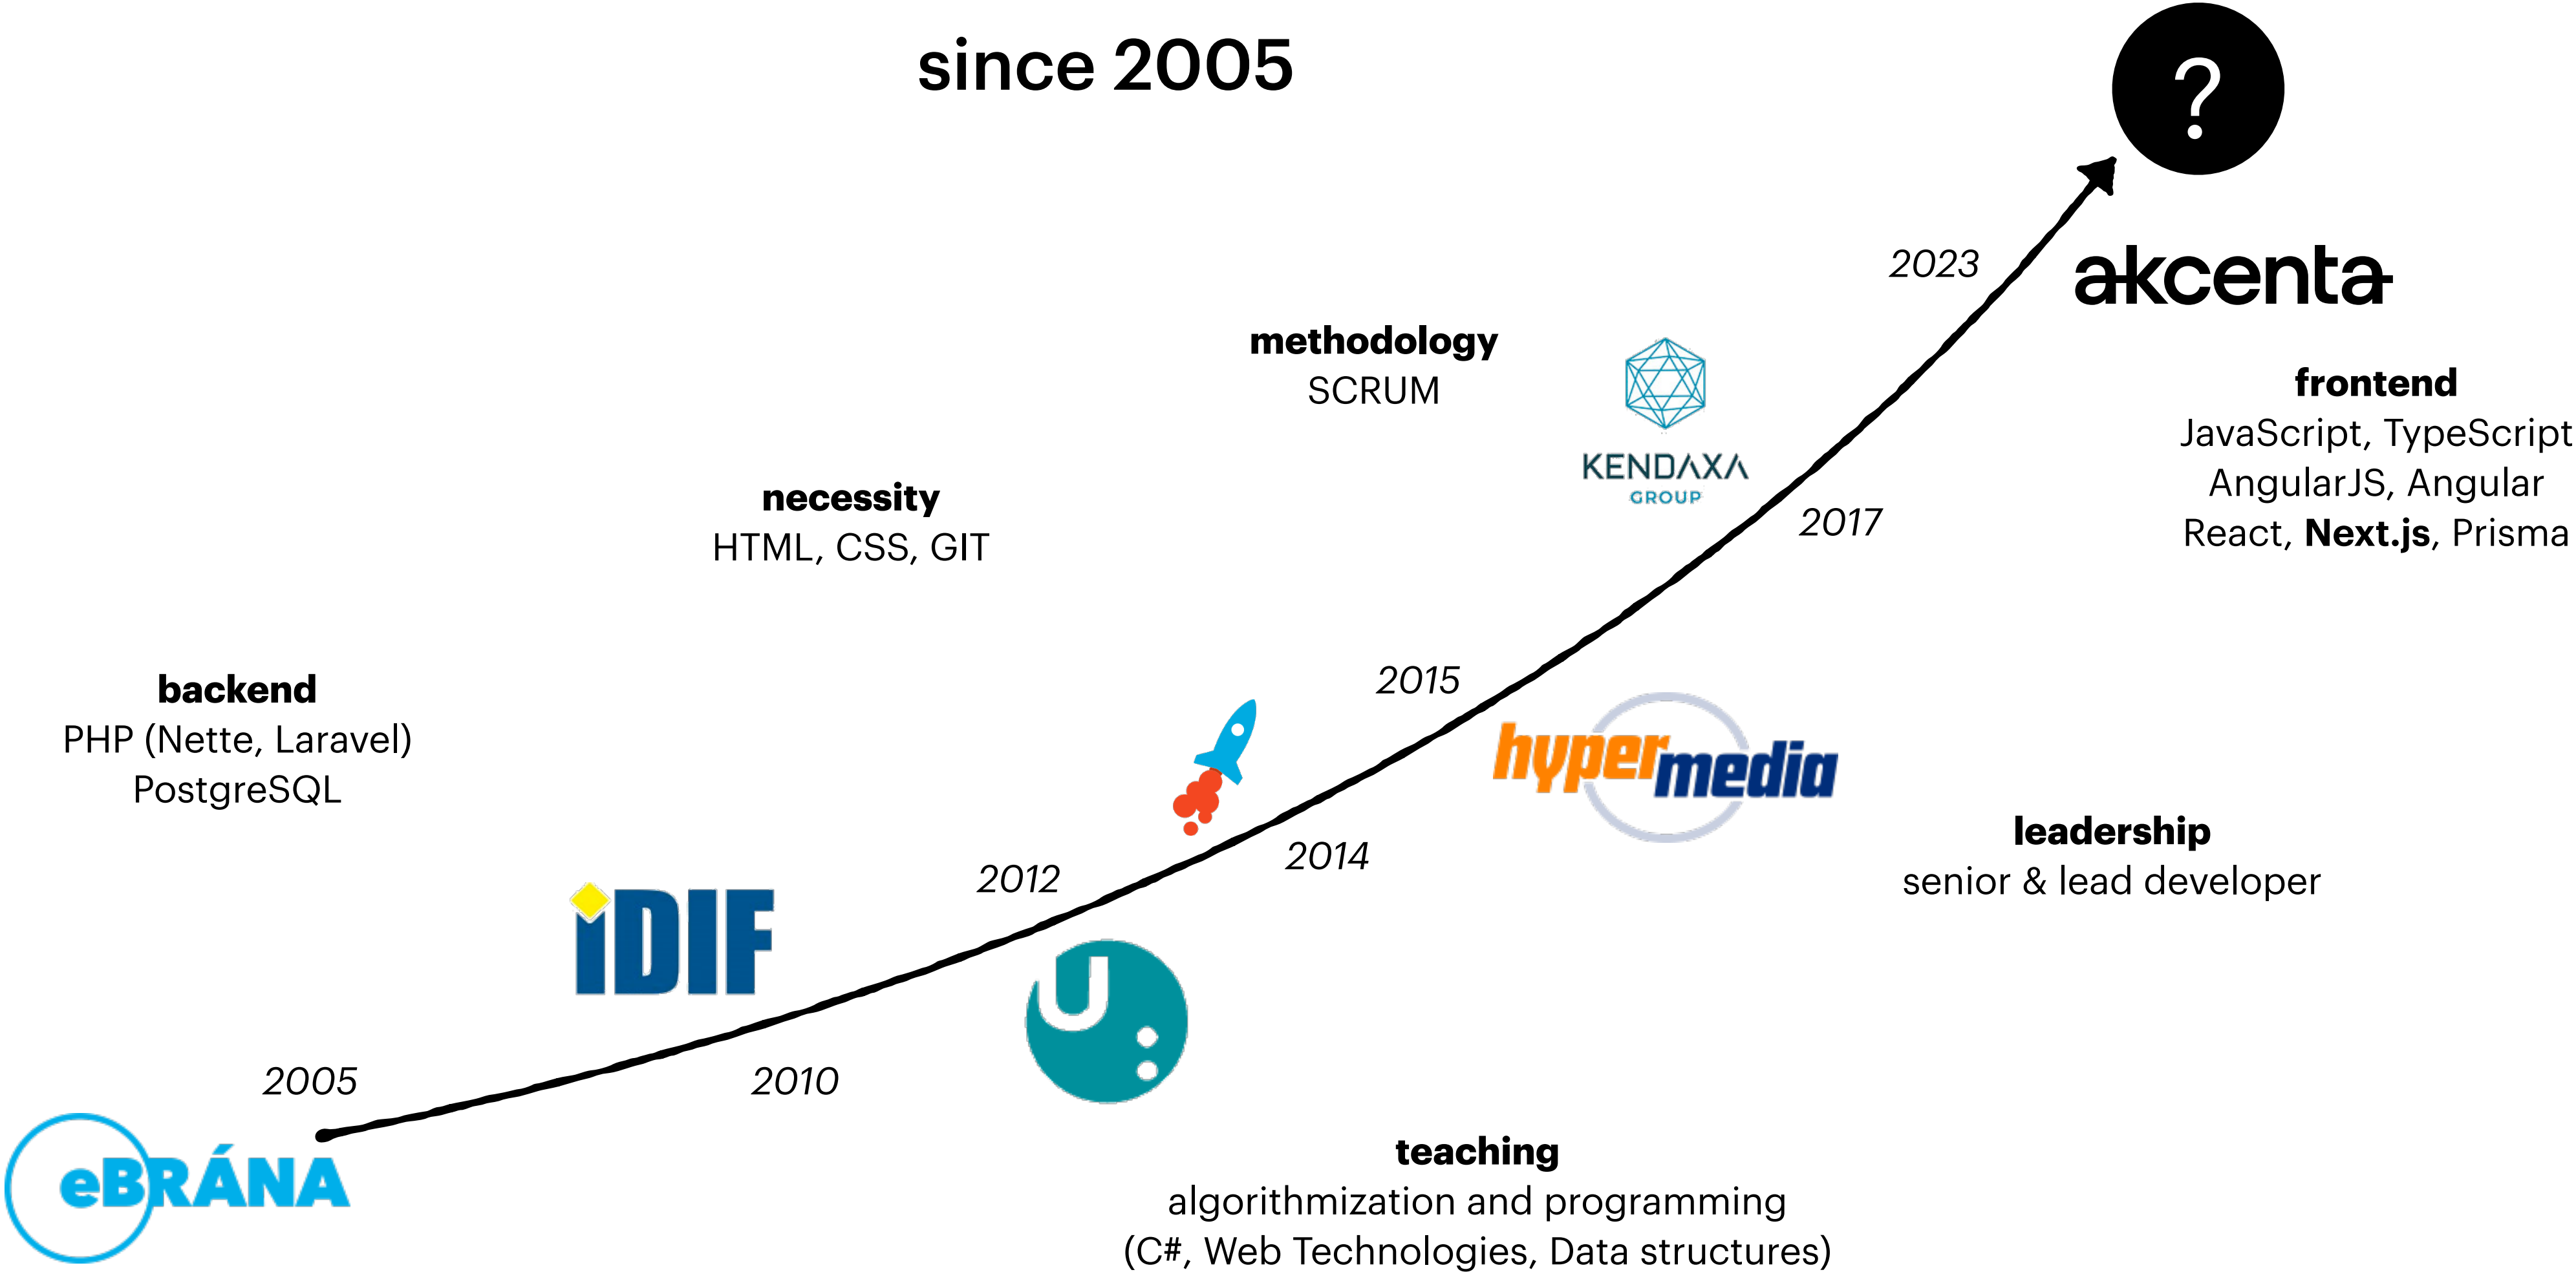 since 2005
?
2023
akcenta
methodology
SCRUM
KENDAXA
GROUP
frontend
JavaScript, TypeScript
AngularJS, Angular
React, Next.js, Prisma
necessity
HTML, CSS, GIT
2017
backend
PHP (Nette, Laravel)
PostgreSQL
2015
hypermedia
2014
leadership
senior & lead developer
2012
iDIF
U:
2005
2010
eBRÁNA
teaching
algorithmization and programming
(C#, Web Technologies, Data structures)